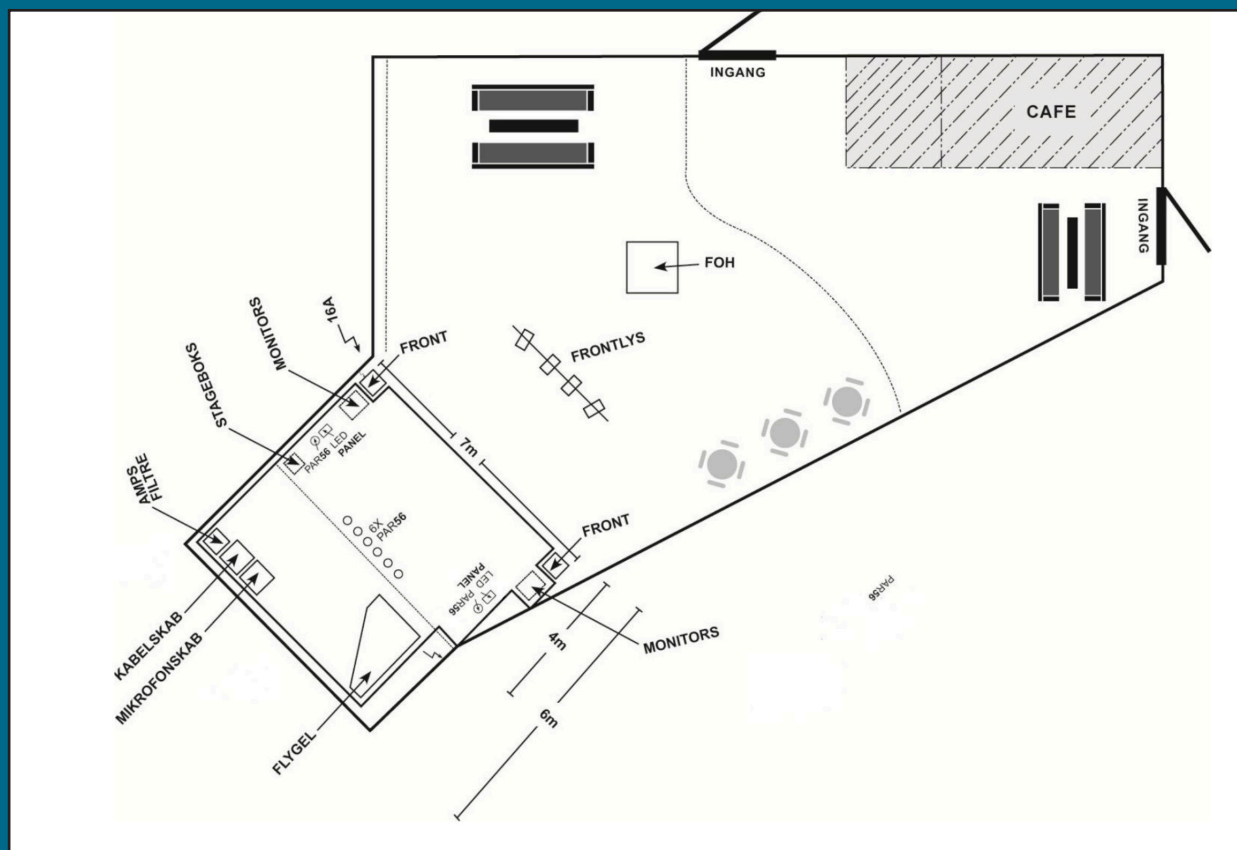 INGANG
CAFE
INGANG
FOH
16A
MONITORS
FRONT
FRONTLYS
STAGEBOKS
7m
PAR56
LED
PANEL
AMPS
FILTRE
6X
PAR56
FRONT
PANEL
LED
PAR56
PAR56
KABELSKAB
4m
MONITORS
MIKROFONSKAB
6m
FLYGEL